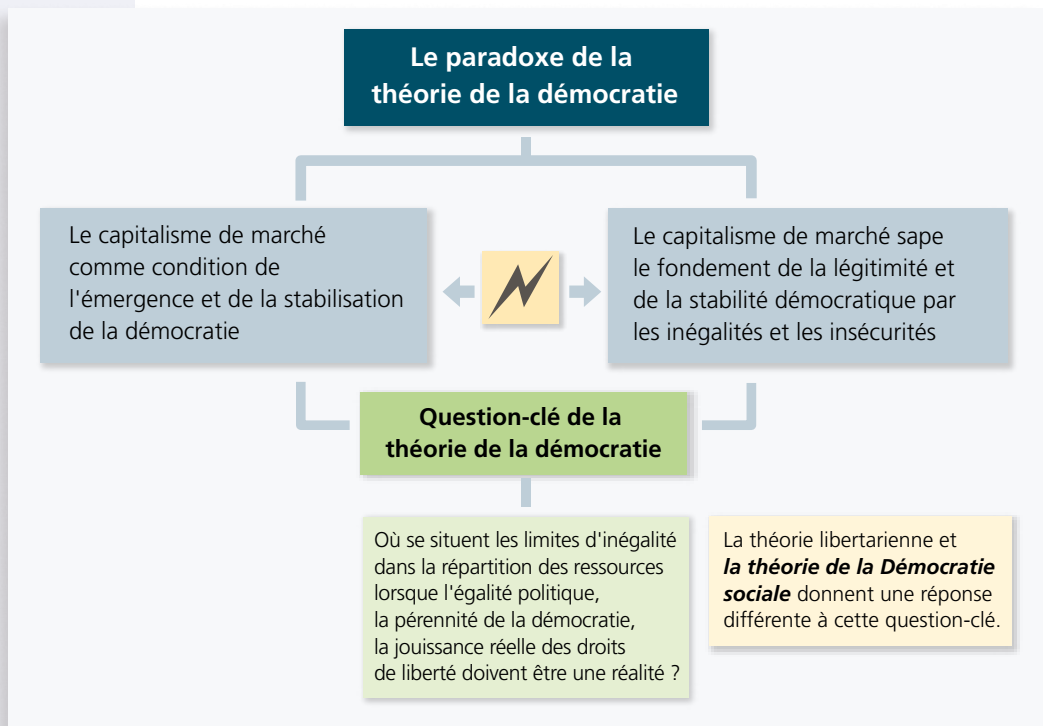 Le paradoxe de la
théorie de la démocratie
Le capitalisme de marché
comme condition de
l'émergence et de la stabilisation
de la démocratie
Le capitalisme de marché sape
le fondement de la légitimité et
de la stabilité démocratique par
les inégalités et les insécurités
Question-clé de la
théorie de la démocratie
Où se situent les limites d'inégalité
dans la répartition des ressources
lorsque l'égalité politique,
la pérennité de la démocratie,
la jouissance réelle des droits
de liberté doivent être une réalité ?
La théorie libertarienne et
la théorie de la Démocratie
sociale donnent une réponse
différente à cette question-clé.